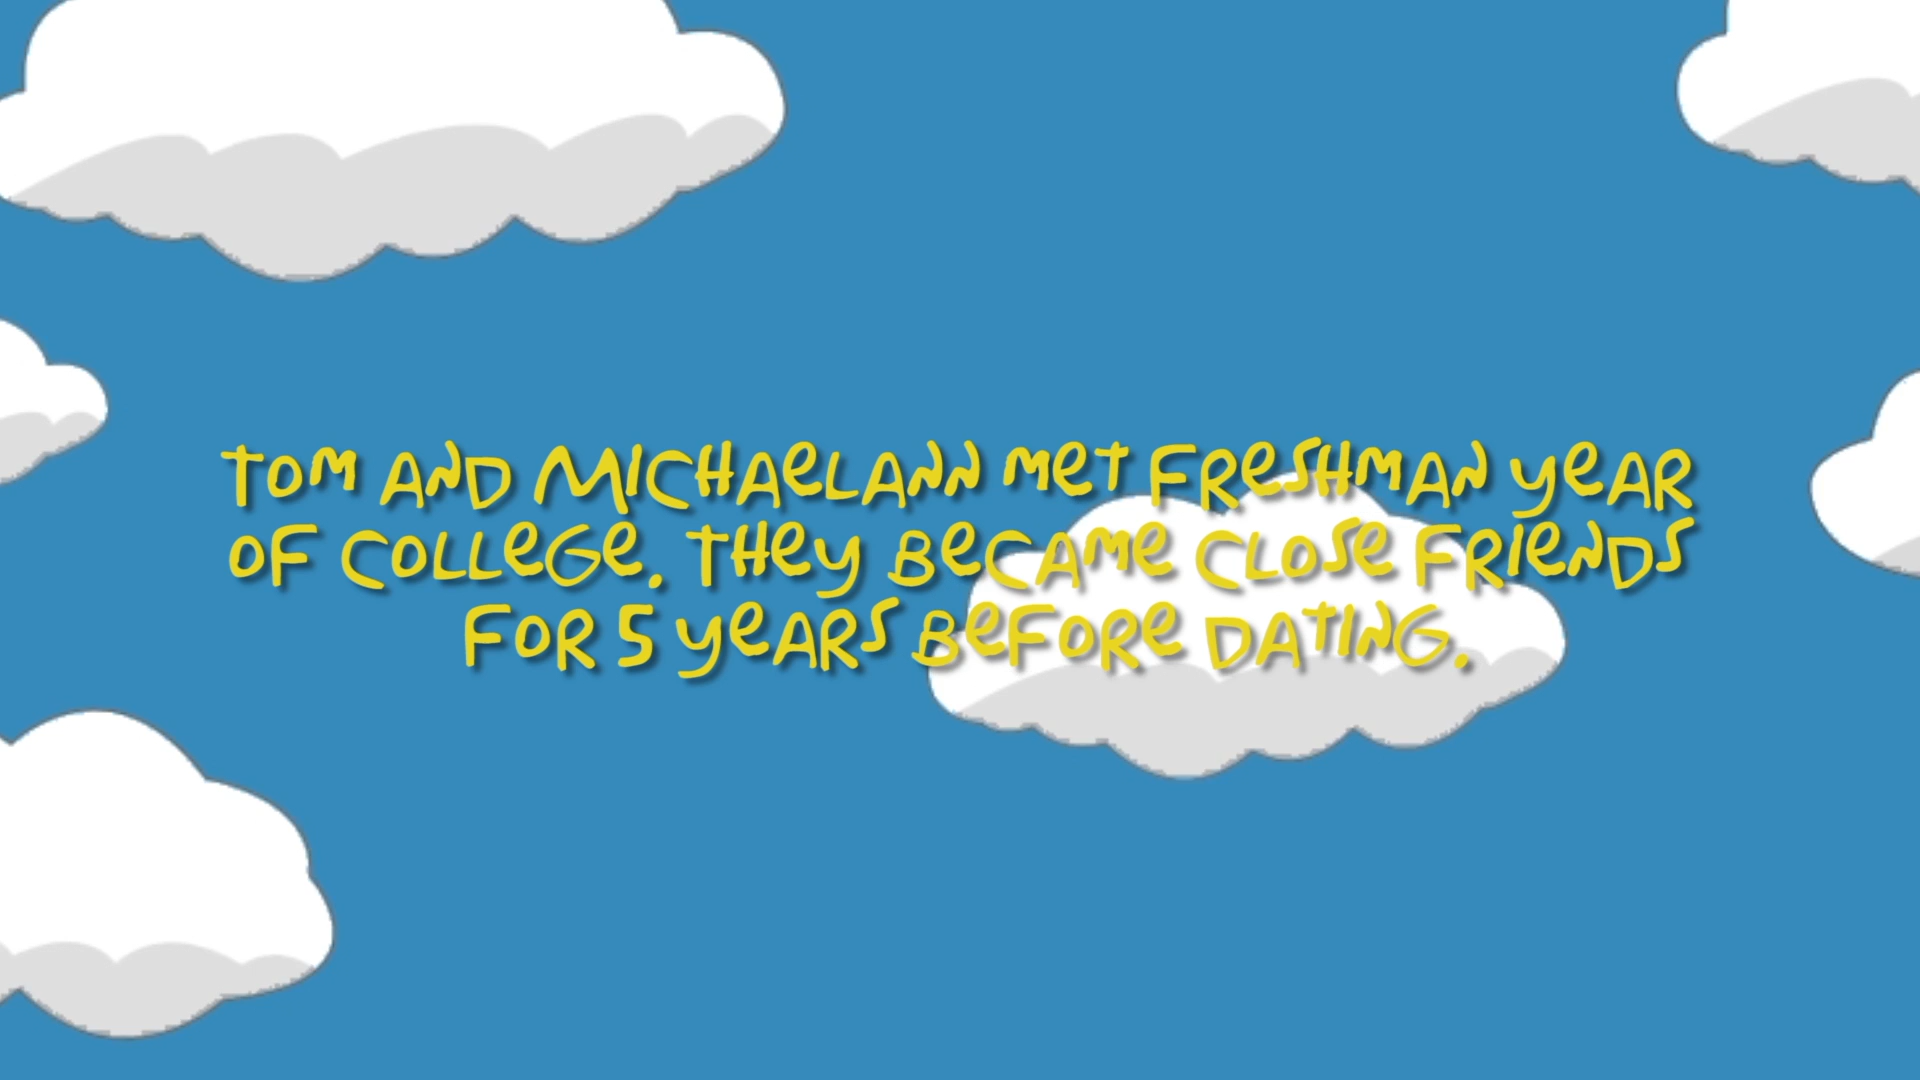 Tom and Michaelann met freshman year
of college. They became close friends
for 5 years before dating.